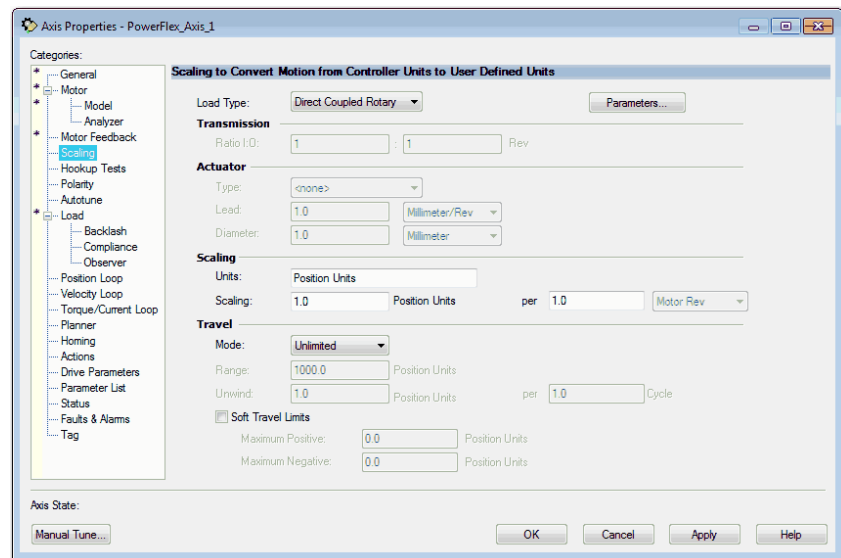 Axis Properties - PowerFlex_Axis_1
Categories:
* General
* Motor
* Model
Analyzer
* Motor Feedback
Scaling
Hookup Tests
Polarity
Autotune
* Load
Backlash
Compliance
Observer
Position Loop
Velocity Loop
Torque/Current Loop
Planner
Homing
Actions
Drive Parameters
Parameter List
Status
Faults & Alarms
Tag
Scaling to Convert Motion from Controller Units to User Defined Units
Load Type: Direct Coupled Rotary Parameters...
Transmission
Ratio I:O: 1 : 1 Rev
Actuator
Type: <none>
Lead: 1.0 Millimeter/Rev
Diameter: 1.0 Millimeter
Scaling
Units: Position Units
Scaling: 1.0 Position Units per 1.0 Motor Rev
Travel
Mode: Unlimited
Range: 1000.0 Position Units
Unwind: 1.0 Position Units per 1.0 Cycle
Soft Travel Limits
Maximum Positive: 0.0 Position Units
Maximum Negative: 0.0 Position Units
Axis State:
Manual Tune... OK Cancel Apply Help